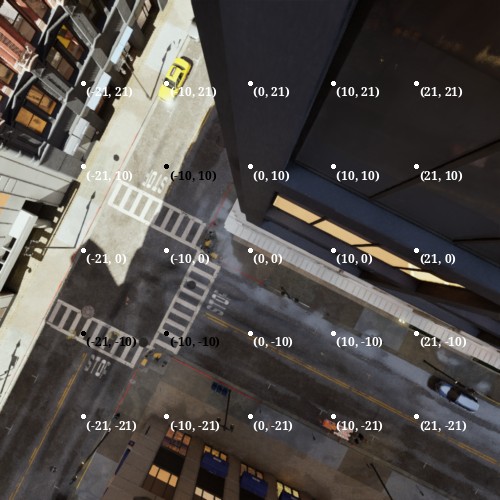 (-21, 21) (-10, 21) (0, 21) (10, 21) (21, 21)
STOP
(-21, 10) (-10, 10) (0, 10) (10, 10) (21, 10)
(-21, 0) (-10, 0) (0, 0) (10, 0) (21, 0)
STOP
(-21, -10) (-10, -10) (0, -10) (10, -10) (21, -10)
STOP
(-21, -21) (-10, -21) (0, -21) (10, -21) (21, -21)